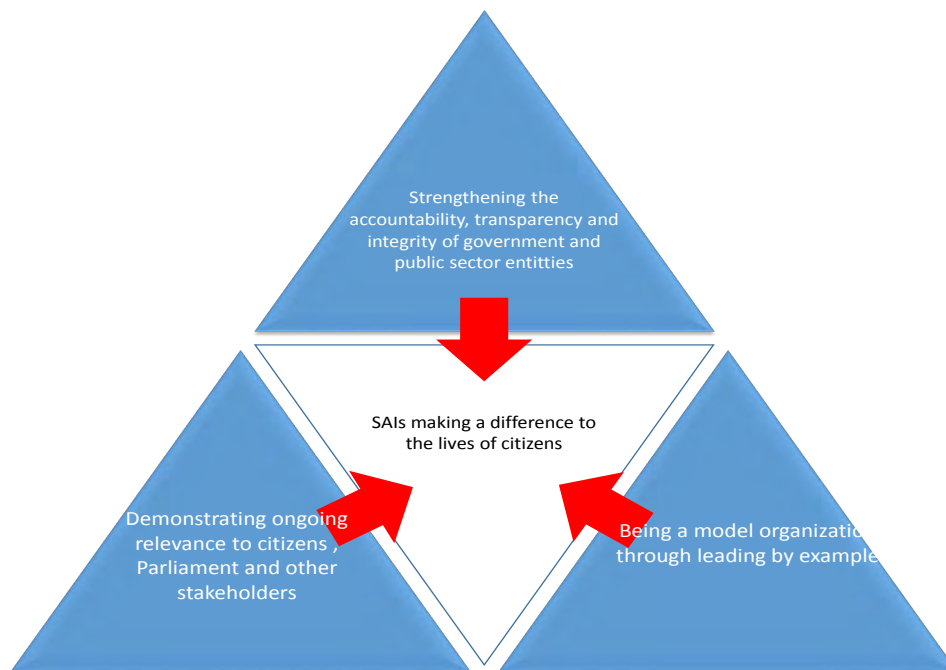 Strengthening the
accountability, transparency and
integrity of government and
public sector entitties
SAIs making a difference to
the lives of citizens
Demonstrating ongoing
relevance to citizens ,
Parliament and other
stakeholders
Being a model organization
through leading by example